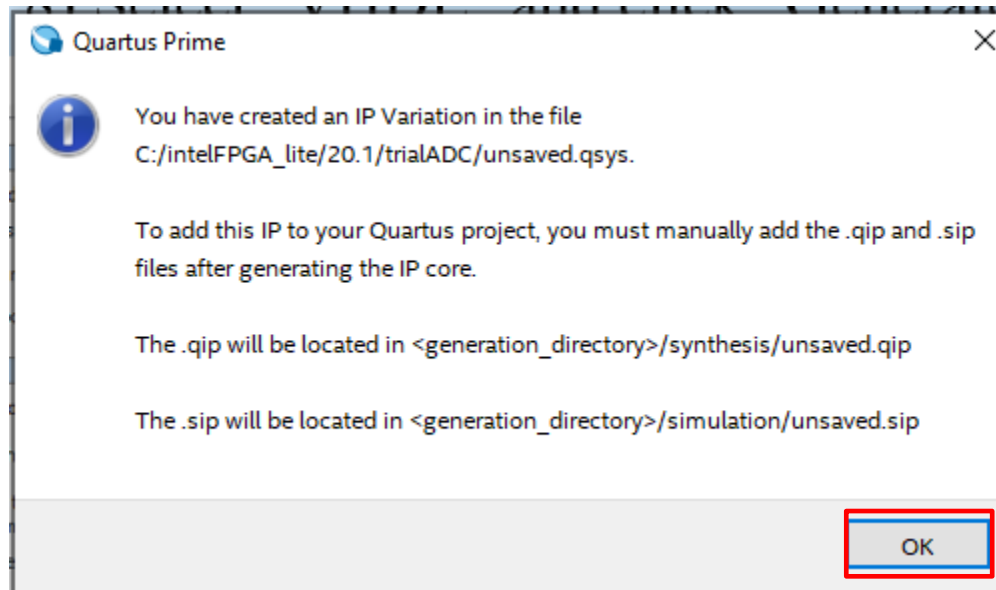 Quartus Prime
You have created an IP Variation in the file
C:/intelFPGA_lite/20.1/trialADC/unsaved.qsys.
To add this IP to your Quartus project, you must manually add the .qip and .sip
files after generating the IP core.
The .qip will be located in <generation_directory>/synthesis/unsaved.qip
The .sip will be located in <generation_directory>/simulation/unsaved.sip
OK